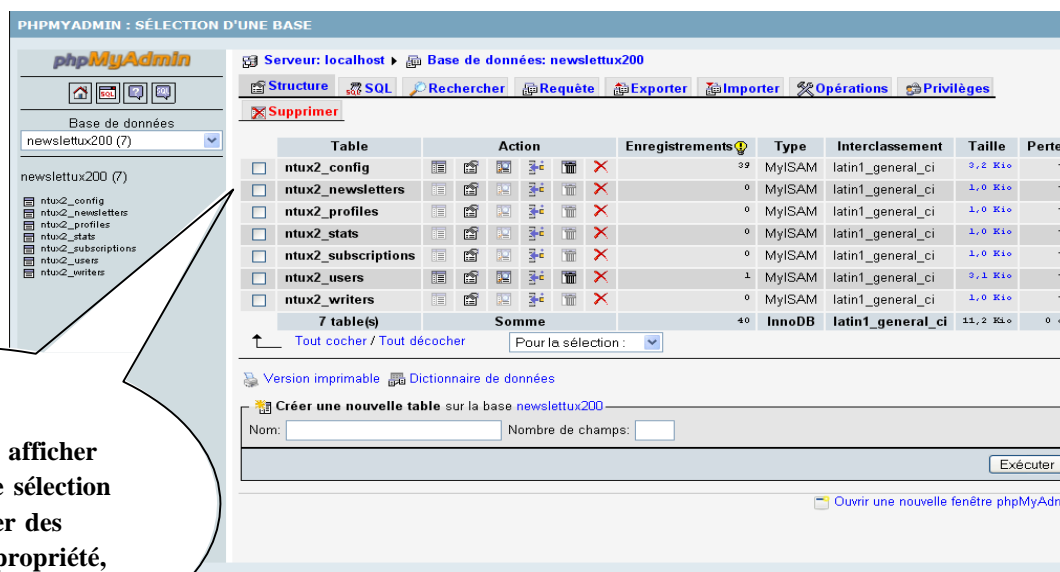 PHPMYADMIN : SÉLECTION D'UNE BASE
phpMyAdmin
Base de données
newslettux200 (7)
newslettux200 (7)
ntux2_config
ntux2_newsletters
ntux2_profiles
ntux2_stats
ntux2_subscriptions
ntux2_users
ntux2_writers
Serveur: localhost Base de données: newslettux200
Structure SQL Rechercher Requête Exporter Importer Opérations Privilèges
Supprimer
Table Action Enregistrements Type Interclassement Taille Perte
ntux2_config 39 MyISAM latin1_general_ci 3,2 Kio
ntux2_newsletters 0 MyISAM latin1_general_ci 1,0 Kio
ntux2_profiles 0 MyISAM latin1_general_ci 1,0 Kio
ntux2_stats 0 MyISAM latin1_general_ci 1,0 Kio
ntux2_subscriptions 0 MyISAM latin1_general_ci 1,0 Kio
ntux2_users 1 MyISAM latin1_general_ci 3,1 Kio
ntux2_writers 0 MyISAM latin1_general_ci 1,0 Kio
7 table(s) Somme 40 InnoDB latin1_general_ci 11,2 Kio 0
Tout cocher / Tout décocher Pour la sélection :
Version imprimable Dictionnaire de données
Créer une nouvelle table sur la base newslettux200
Nom: Nombre de champs:
Exécuter
Ouvrir une nouvelle fenêtre phpMyAdm
afficher
e sélection
er des
propriété,